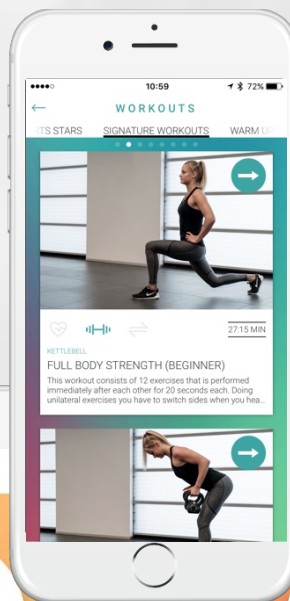 10:59
72%
WORKOUTS
TS STARS
SIGNATURE WORKOUTS
WARM U
27:15 MIN
KETTLEBELL
FULL BODY STRENGTH (BEGINNER)
This workout consists of 12 exercises that is performed
immediately after each other for 20 seconds each. Doing
unilateral exercises you have to switch sides when you hea...